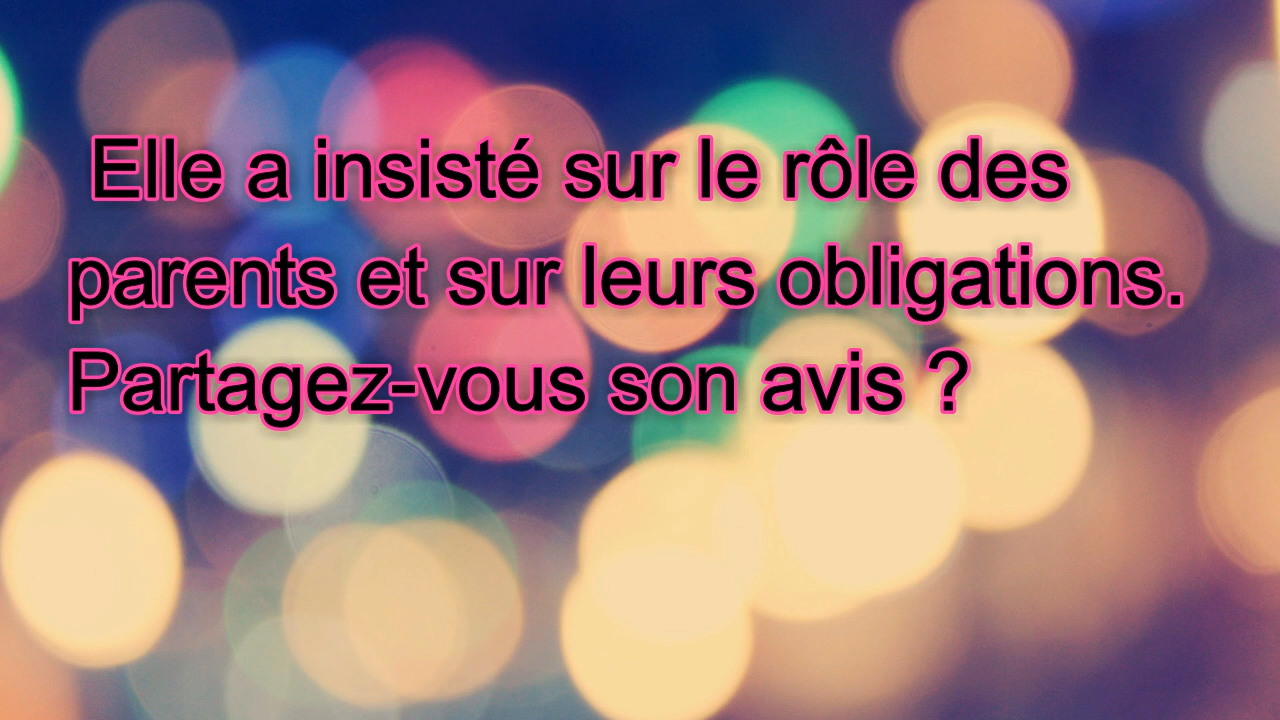 Elle a insisté sur le rôle des
parents et sur leurs obligations.
Partagez-vous son avis ?